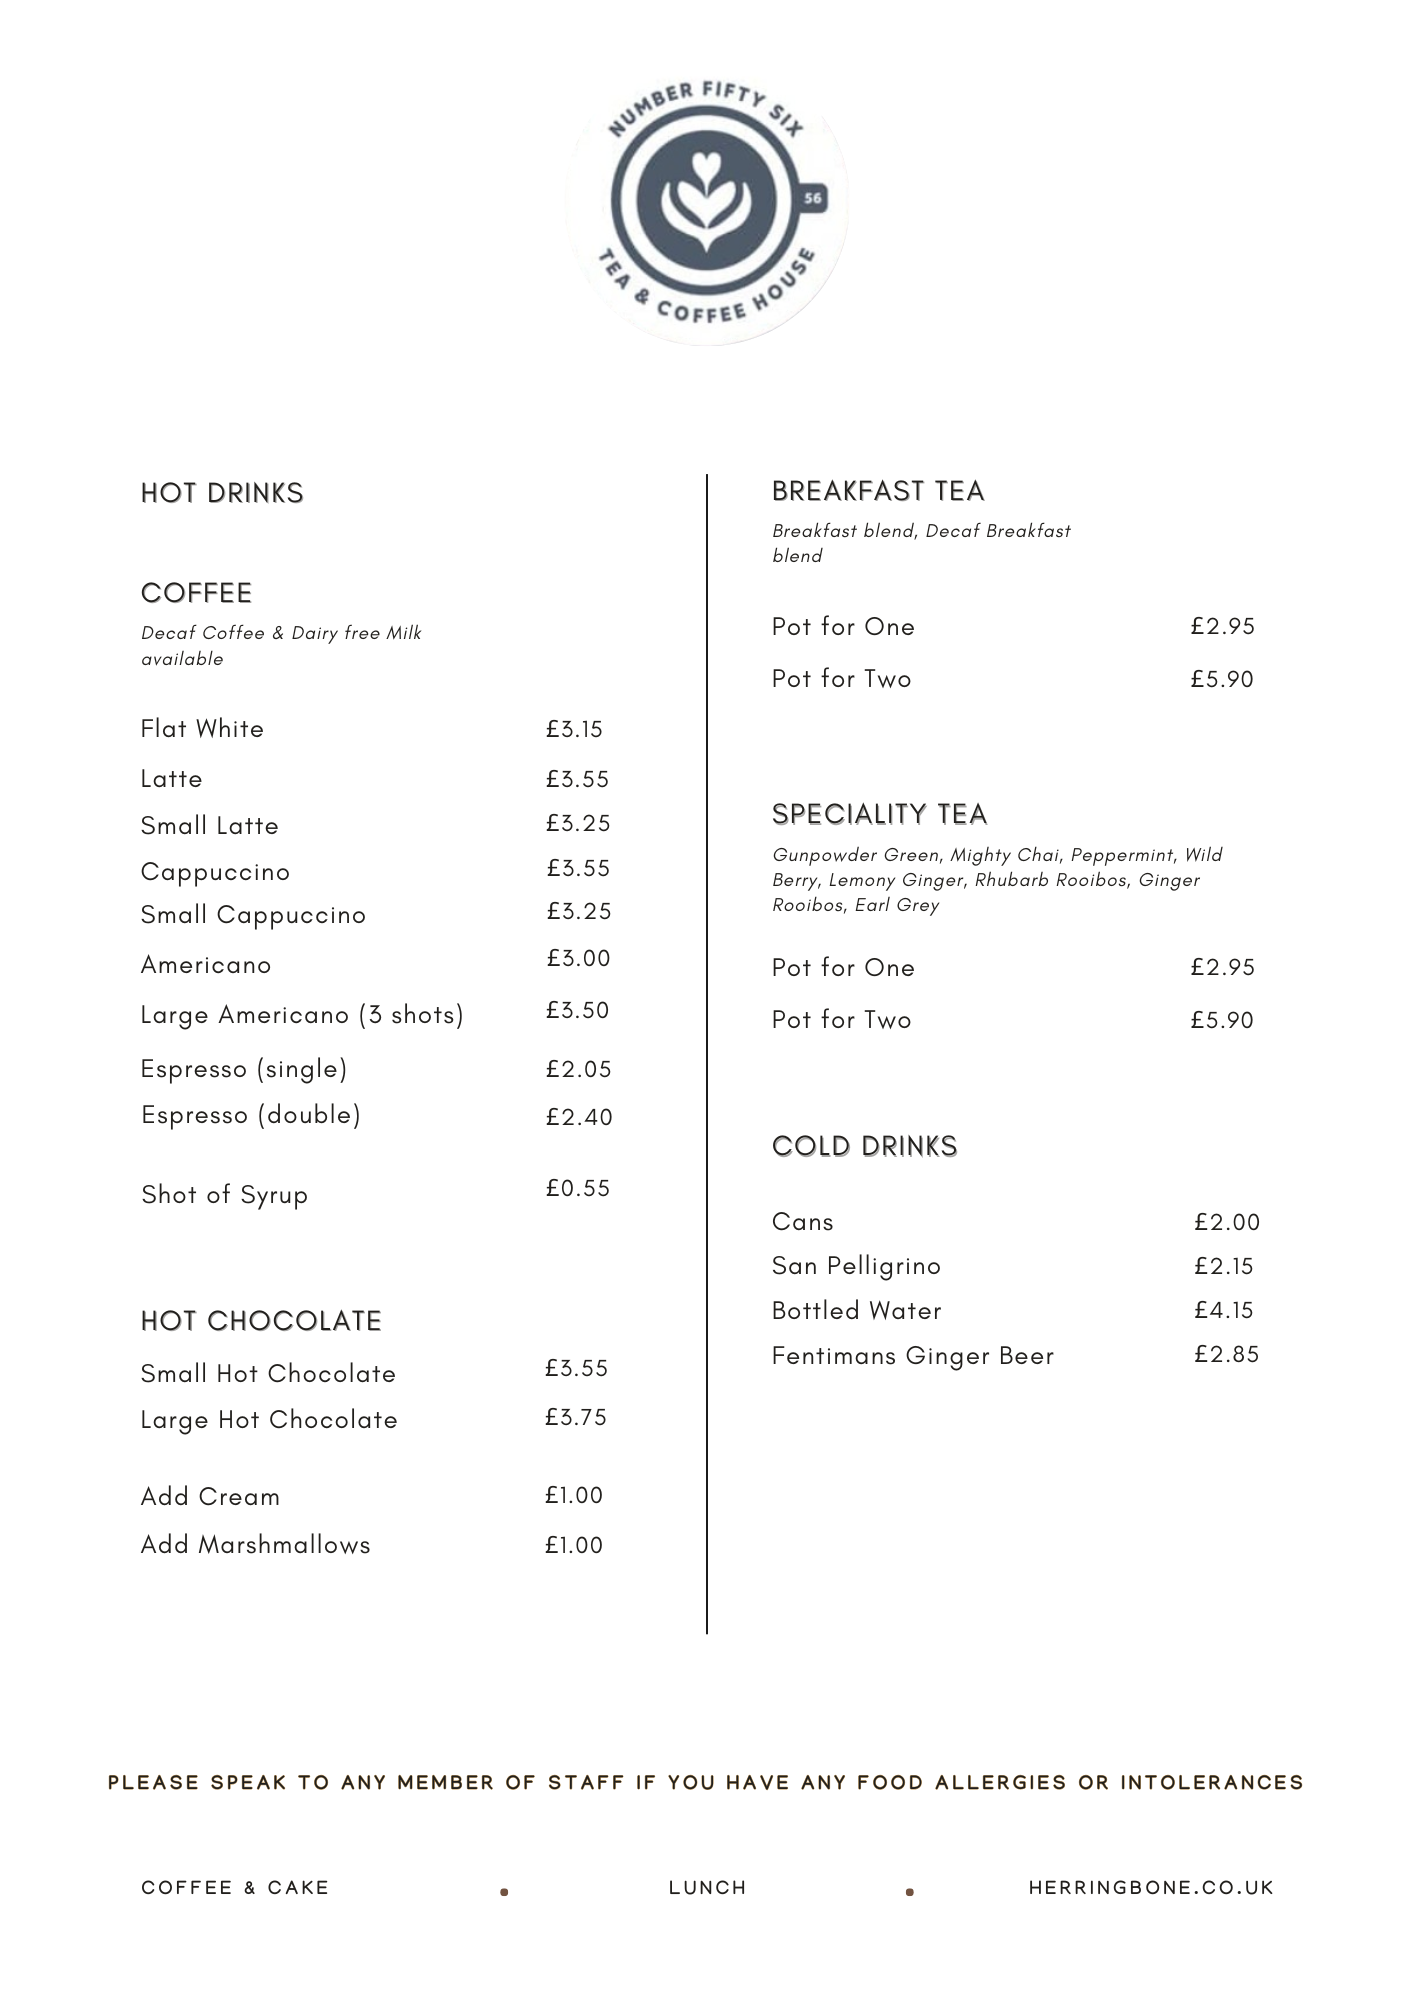 NUMBER FIFTY SIX
56
TEA & COFFEE HOUSE
HOT DRINKS
COFFEE
Decaf Coffee & Dairy free Milk
available
Flat White £3.15
Latte £3.55
Small Latte £3.25
Cappuccino £3.55
Small Cappuccino £3.25
Americano £3.00
Large Americano (3 shots) £3.50
Espresso (single) £2.05
Espresso (double) £2.40
Shot of Syrup £0.55
HOT CHOCOLATE
Small Hot Chocolate £3.55
Large Hot Chocolate £3.75
Add Cream £1.00
Add Marshmallows £1.00
BREAKFAST TEA
Breakfast blend, Decaf Breakfast
blend
Pot for One £2.95
Pot for Two £5.90
SPECIALITY TEA
Gunpowder Green, Mighty Chai, Peppermint, Wild
Berry, Lemony Ginger, Rhubarb Rooibos, Ginger
Rooibos, Earl Grey
Pot for One £2.95
Pot for Two £5.90
COLD DRINKS
Cans £2.00
San Pelligrino £2.15
Bottled Water £4.15
Fentimans Ginger Beer £2.85
PLEASE SPEAK TO ANY MEMBER OF STAFF IF YOU HAVE ANY FOOD ALLERGIES OR INTOLERANCES
COFFEE & CAKE • LUNCH • HERRINGBONE.CO.UK